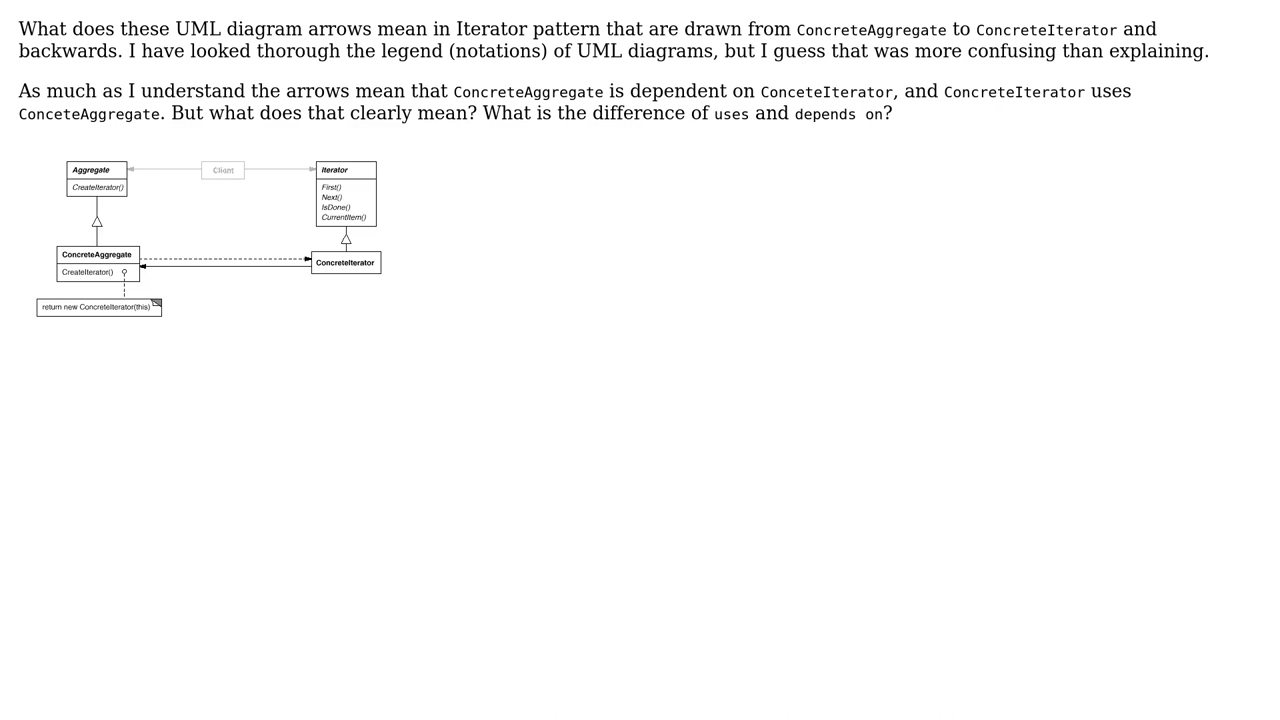 What does these UML diagram arrows mean in Iterator pattern that are drawn from ConcreteAggregate to ConcreteIterator and
backwards. I have looked thorough the legend (notations) of UML diagrams, but I guess that was more confusing than explaining.
As much as I understand the arrows mean that ConcreteAggregate is dependent on ConceteIterator, and ConcreteIterator uses
ConceteAggregate. But what does that clearly mean? What is the difference of uses and depends on?
Aggregate
CreateIterator()
Client
Iterator
First()
Next()
IsDone()
CurrentItem()
ConcreteAggregate
CreateIterator()
ConcreteIterator
return new ConcreteIterator(this)